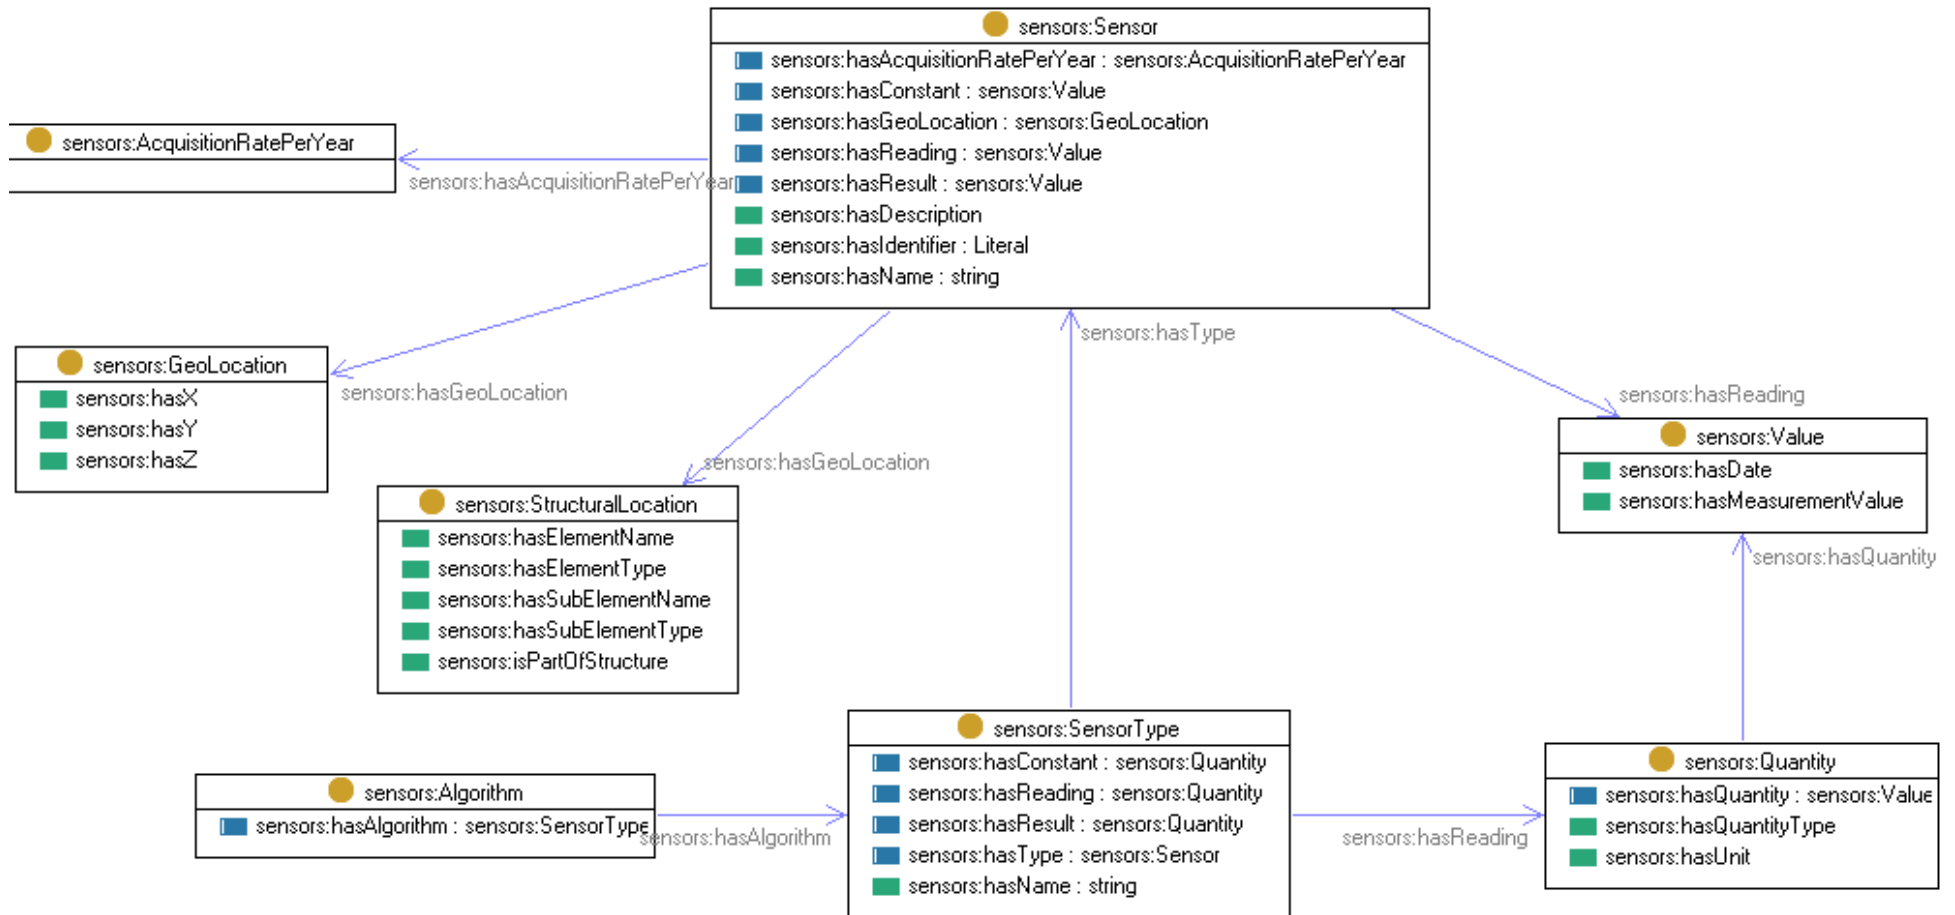 sensors:Sensor
sensors:hasAcquisitionRatePerYear : sensors:AcquisitionRatePerYear
sensors:hasConstant : sensors:Value
sensors:hasGeoLocation : sensors:GeoLocation
sensors:hasReading : sensors:Value
sensors:hasResult : sensors:Value
sensors:hasDescription
sensors:hasIdentifier : Literal
sensors:hasName : string
sensors:AcquisitionRatePerYear
sensors:hasAcquisitionRatePerYear
sensors:hasType
sensors:GeoLocation
sensors:hasX
sensors:hasY
sensors:hasZ
sensors:hasGeoLocation
sensors:hasReading
sensors:hasGeoLocation
sensors:Value
sensors:hasDate
sensors:hasMeasurementValue
sensors:StructuralLocation
sensors:hasElementName
sensors:hasElementType
sensors:hasSubElementName
sensors:hasSubElementType
sensors:isPartOfStructure
sensors:hasQuantity
sensors:SensorType
sensors:hasConstant : sensors:Quantity
sensors:hasReading : sensors:Quantity
sensors:hasResult : sensors:Quantity
sensors:hasType : sensors:Sensor
sensors:hasName : string
sensors:Algorithm
sensors:hasAlgorithm : sensors:SensorType
sensors:hasAlgorithm
sensors:hasReading
sensors:Quantity
sensors:hasQuantity : sensors:Value
sensors:hasQuantityType
sensors:hasUnit